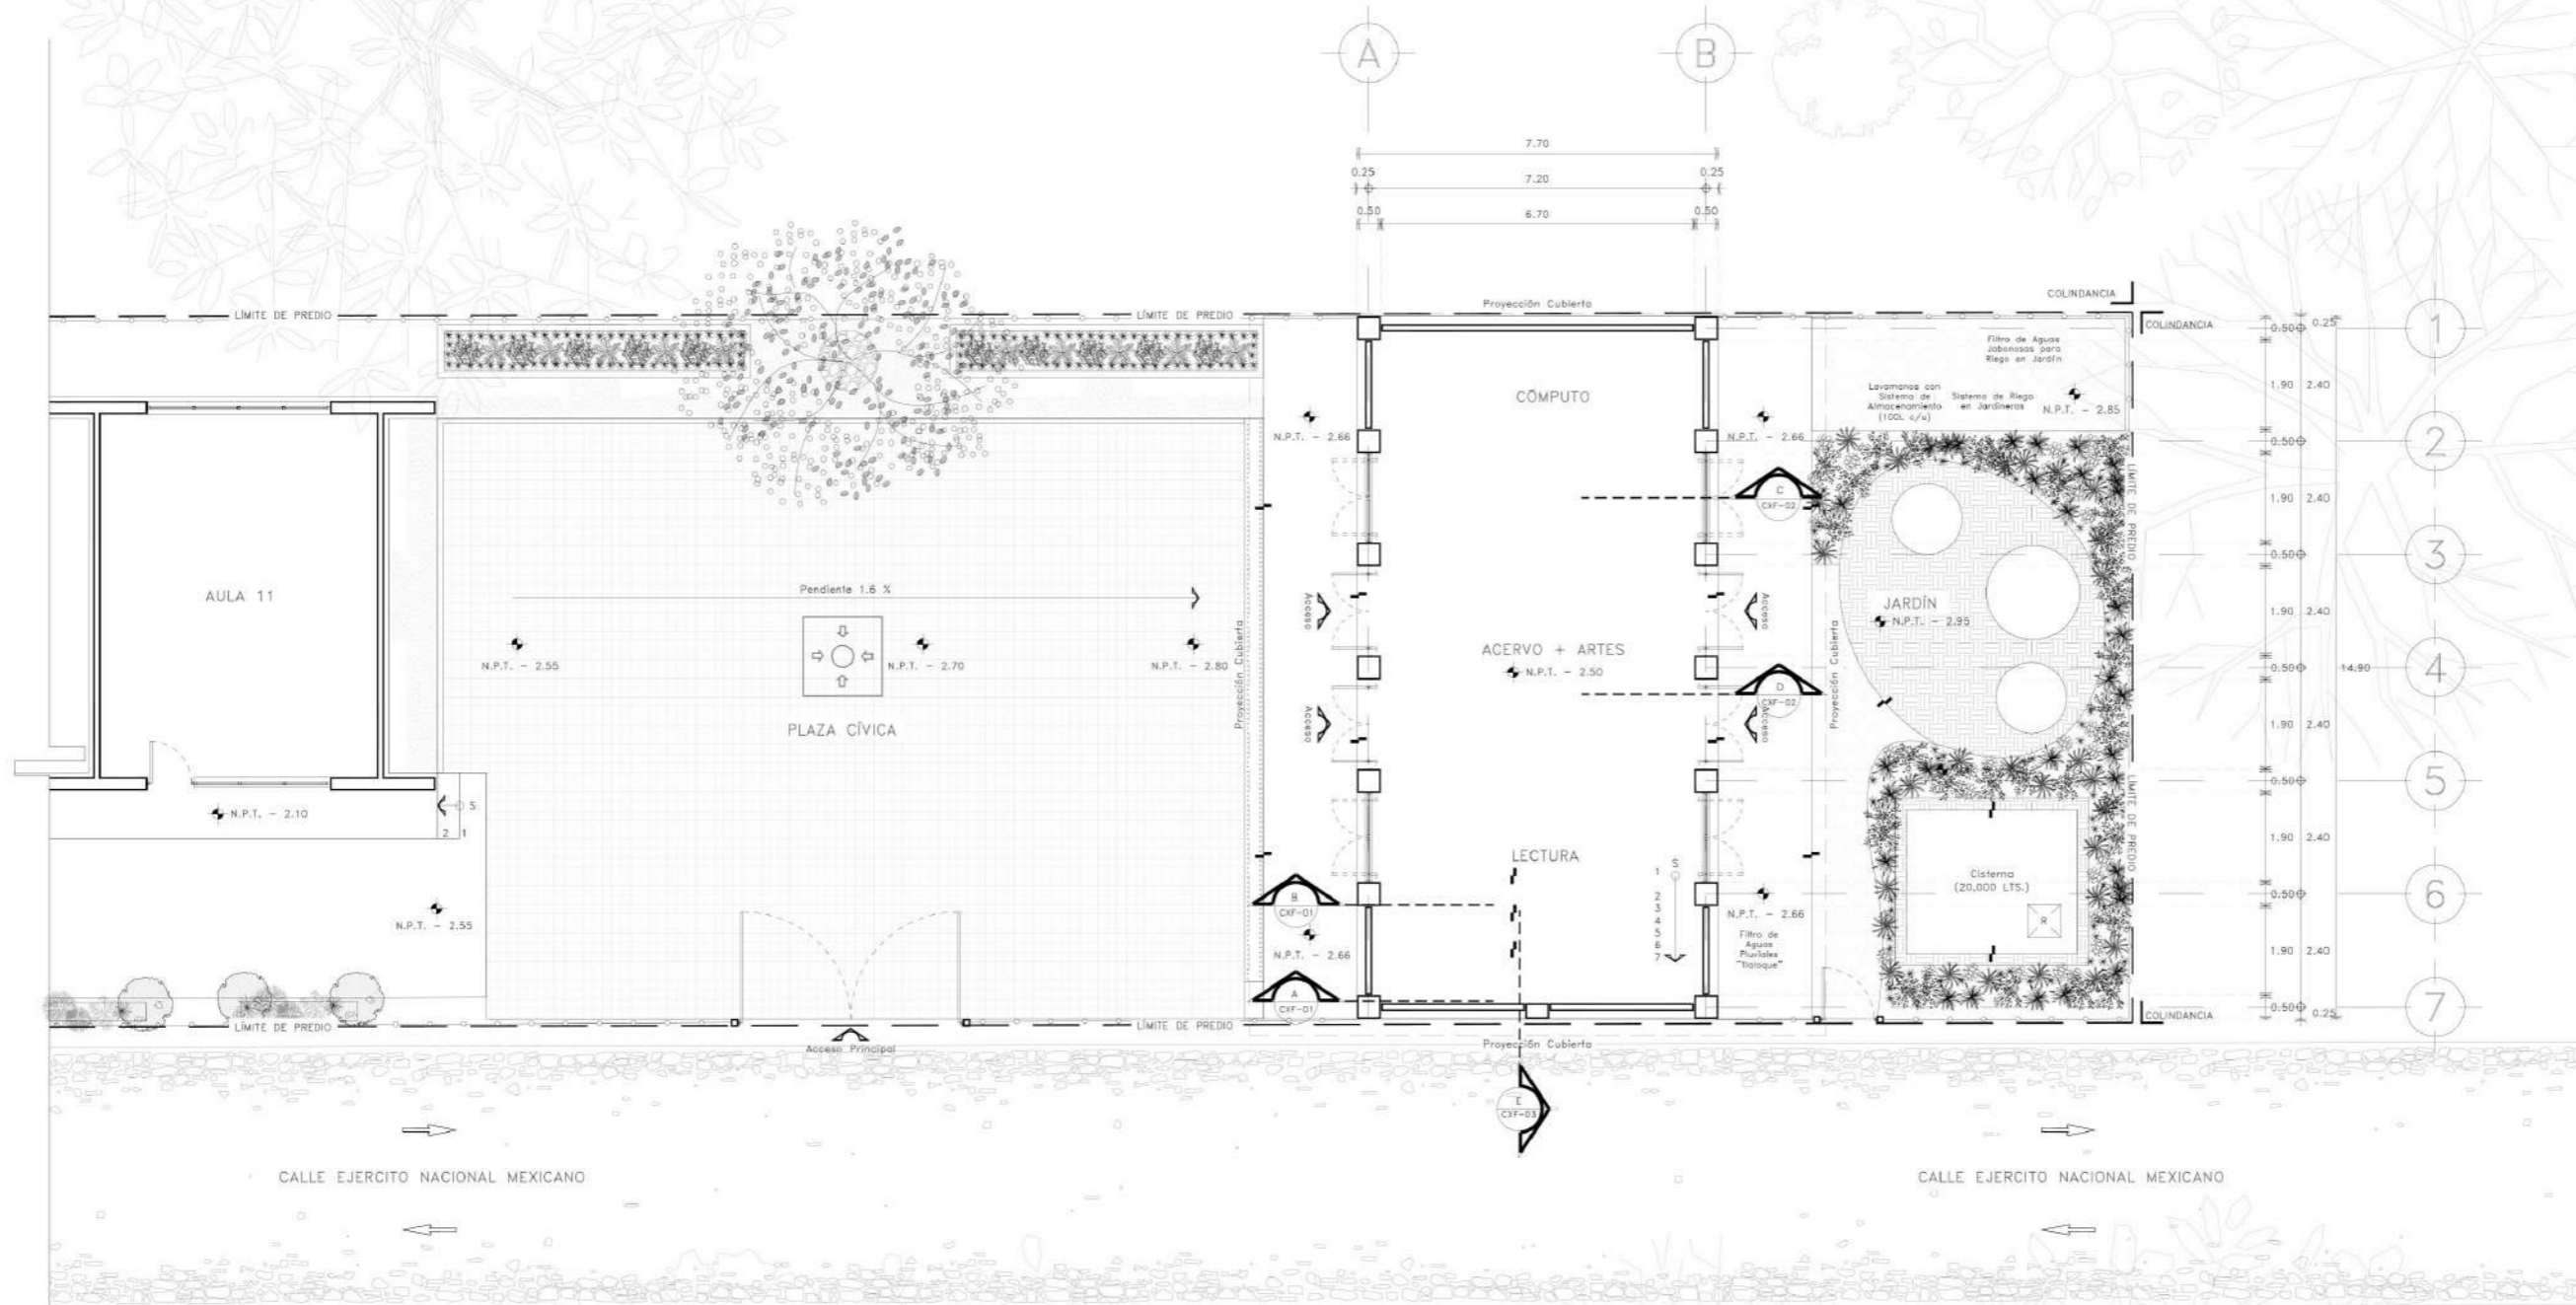 A
B
7.70
0.25
7.20
0.25
0.50
6.70
0.50
LÍMITE DE PREDIO
LÍMITE DE PREDIO
Proyección Cubierta
COLINDANCIA
COLINDANCIA
0.50
0.25
1
Filtro de Aguas
Jabonosas para
Riego en Jardín
CÓMPUTO
Lavamanos con
Sistema de
Almacenamiento
(100L c/u)
Sistema de Riego
en Jardineras
N.P.T. - 2.85
1.90
2.40
N.P.T. - 2.66
N.P.T. - 2.66
0.50
2
LÍMITE DE PREDIO
C
CXF-02
1.90
2.40
0.50
3
AULA 11
Pendiente 1.6 %
Acceso
Acceso
JARDÍN
N.P.T. - 2.95
1.90
2.40
N.P.T. - 2.55
N.P.T. - 2.70
N.P.T. - 2.80
Proyección Cubierta
ACERVO + ARTES
N.P.T. - 2.50
Proyección Cubierta
0.50
14.90
4
D
CXF-02
PLAZA CÍVICA
Acceso
Acceso
1.90
2.40
0.50
5
LÍMITE DE PREDIO
S
2 1
N.P.T. - 2.10
1.90
2.40
LECTURA
S
1
2
3
4
5
6
7
Cisterna
(20,000 LTS.)
R
0.50
6
B
CXF-01
N.P.T. - 2.55
N.P.T. - 2.66
N.P.T. - 2.66
Filtro de
Aguas
Pluviales
"Tlaloque"
1.90
2.40
A
CXF-01
0.50
0.25
7
LÍMITE DE PREDIO
LÍMITE DE PREDIO
COLINDANCIA
Acceso Principal
Proyección Cubierta
E
CXF-03
CALLE EJERCITO NACIONAL MEXICANO
CALLE EJERCITO NACIONAL MEXICANO